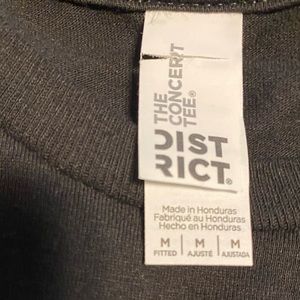 THE
CONCERT
TEE®
DIST
RICT®
Made in Honduras
Fabriqué au Honduras
Hecho en Honduras
M M M
FITTED AJUSTÉ AJUSTADA